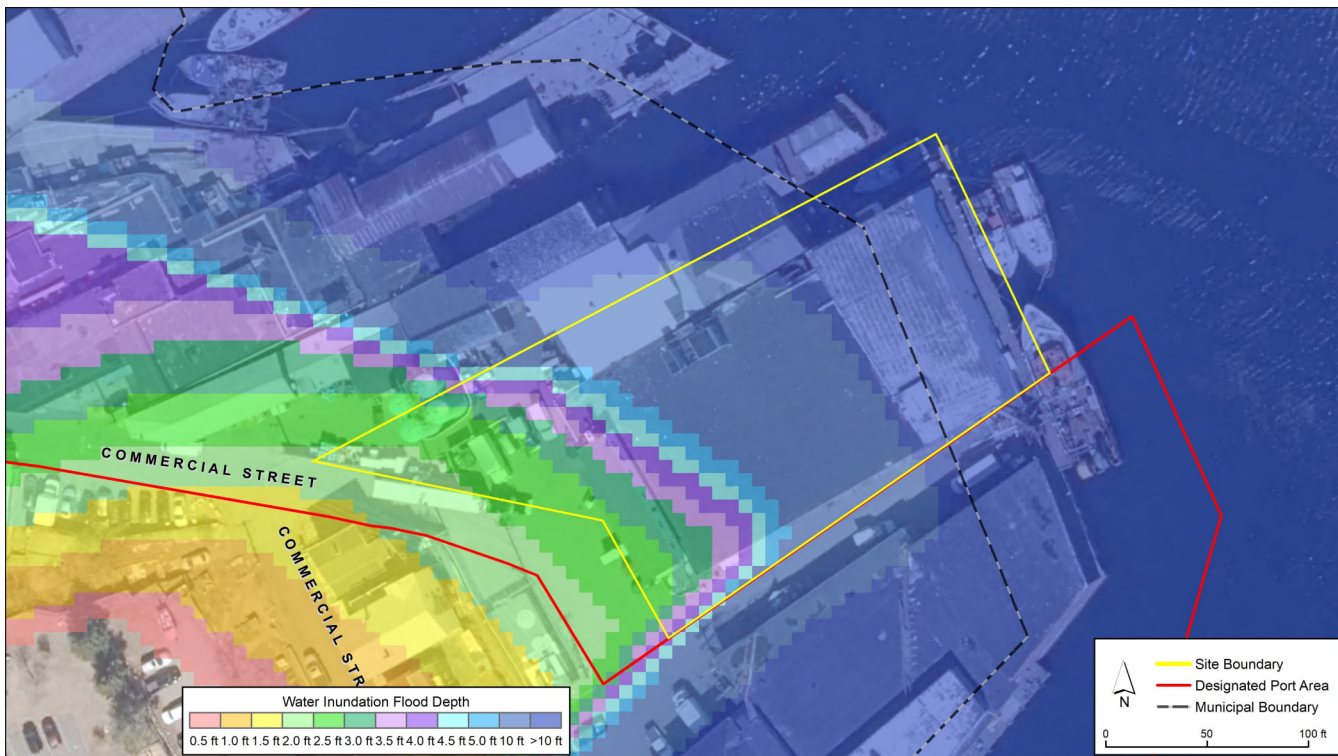 COMMERCIAL STREET
COMMERCIAL STR
Water Inundation Flood Depth
0.5 ft 1.0 ft 1.5 ft 2.0 ft 2.5 ft 3.0 ft 3.5 ft 4.0 ft 4.5 ft 5.0 ft 10 ft >10 ft
N
Site Boundary
Designated Port Area
Municipal Boundary
0 50 100 ft